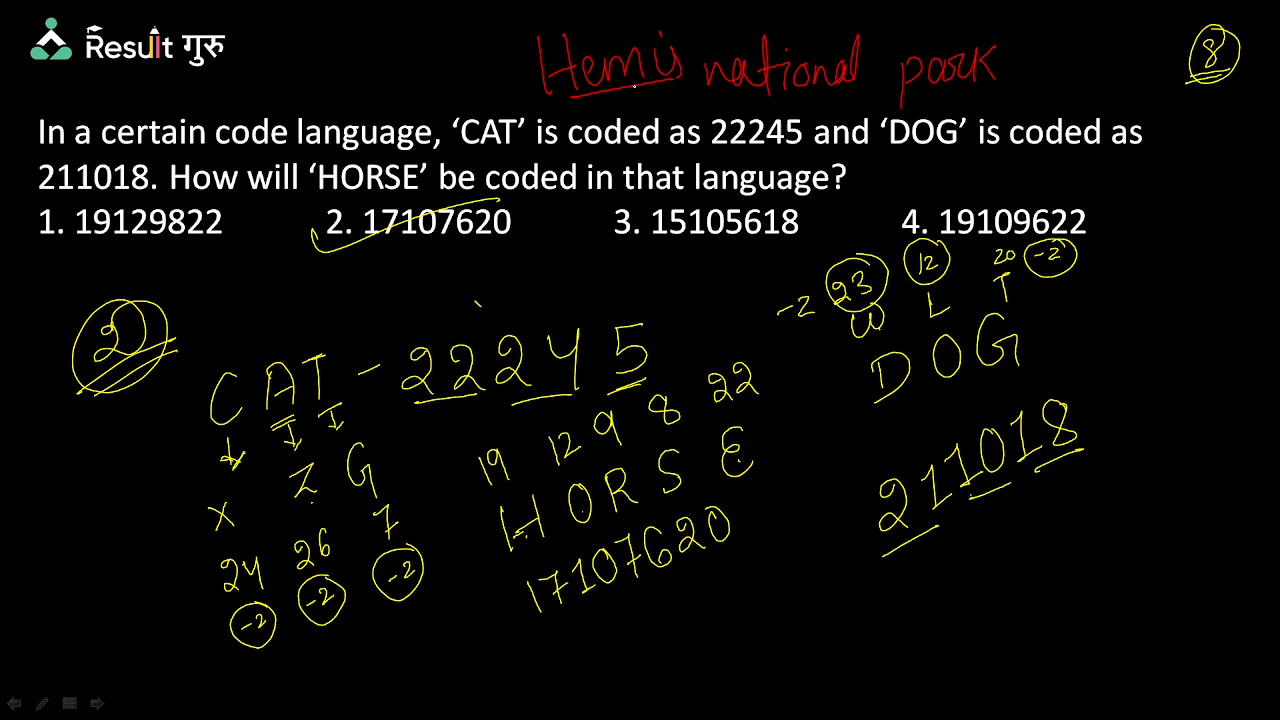 Result गुरु
Hemis national park
8
In a certain code language, ‘CAT’ is coded as 22245 and ‘DOG’ is coded as
211018. How will ‘HORSE’ be coded in that language?
1. 19129822 2. 17107620 3. 15105618 4. 19109622
2
CAT - 22245
X Z G
24 26 7
-2 -2 -2
19 12 9 8 22
HORSE
17107620
-2 23 12 20 -2
W L T
DOG
211018